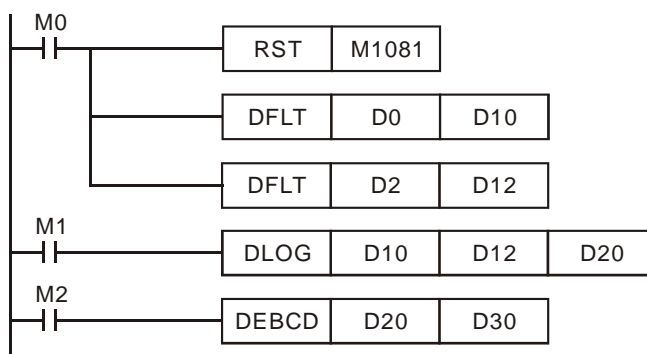 M0
RST M1081
DFLT D0 D10
DFLT D2 D12
M1
DLOG D10 D12 D20
M2
DEBCD D20 D30